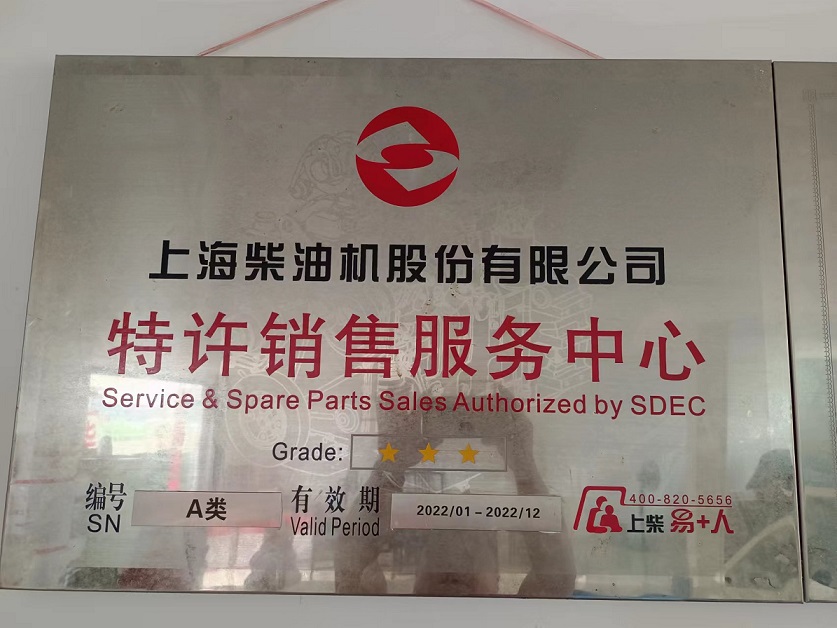 上海柴油机股份有限公司
特许销售服务中心
Service & Spare Parts Sales Authorized by SDEC
Grade:
编号 SN A类 有效期 Valid Period 2022/01-2022/12
400-820-5656
上柴 易+人